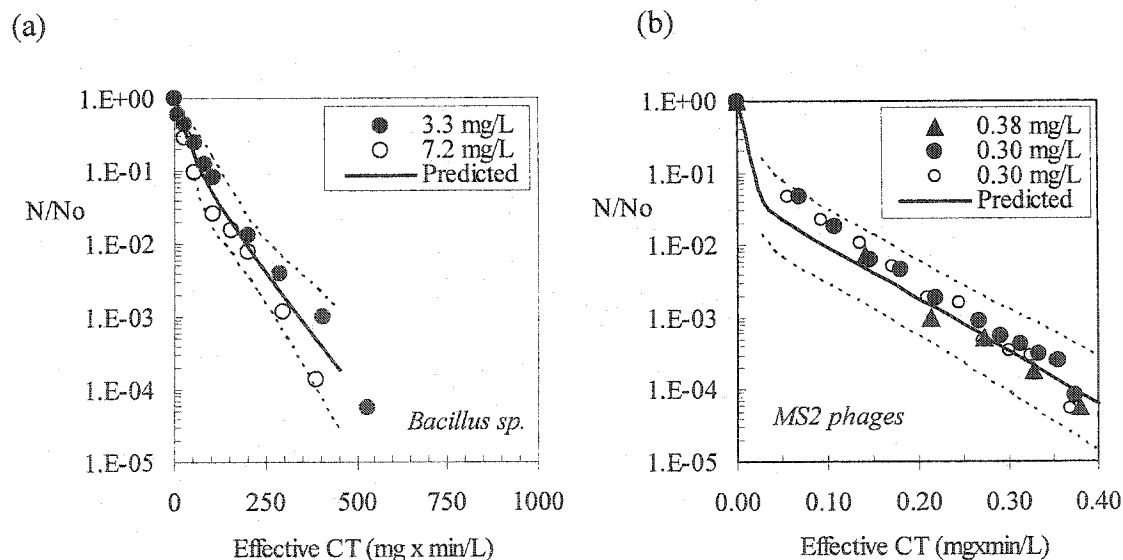 (a)
1.E+00
1.E-01
N/No
1.E-02
1.E-03
1.E-04
1.E-05
3.3 mg/L
7.2 mg/L
Predicted
Bacillus sp.
0 250 500 750 1000
Effective CT (mg x min/L)
(b)
1.E+00
1.E-01
N/No
1.E-02
1.E-03
1.E-04
1.E-05
0.38 mg/L
0.30 mg/L
0.30 mg/L
Predicted
MS2 phages
0.00 0.10 0.20 0.30 0.40
Effective CT (mgxmin/L)